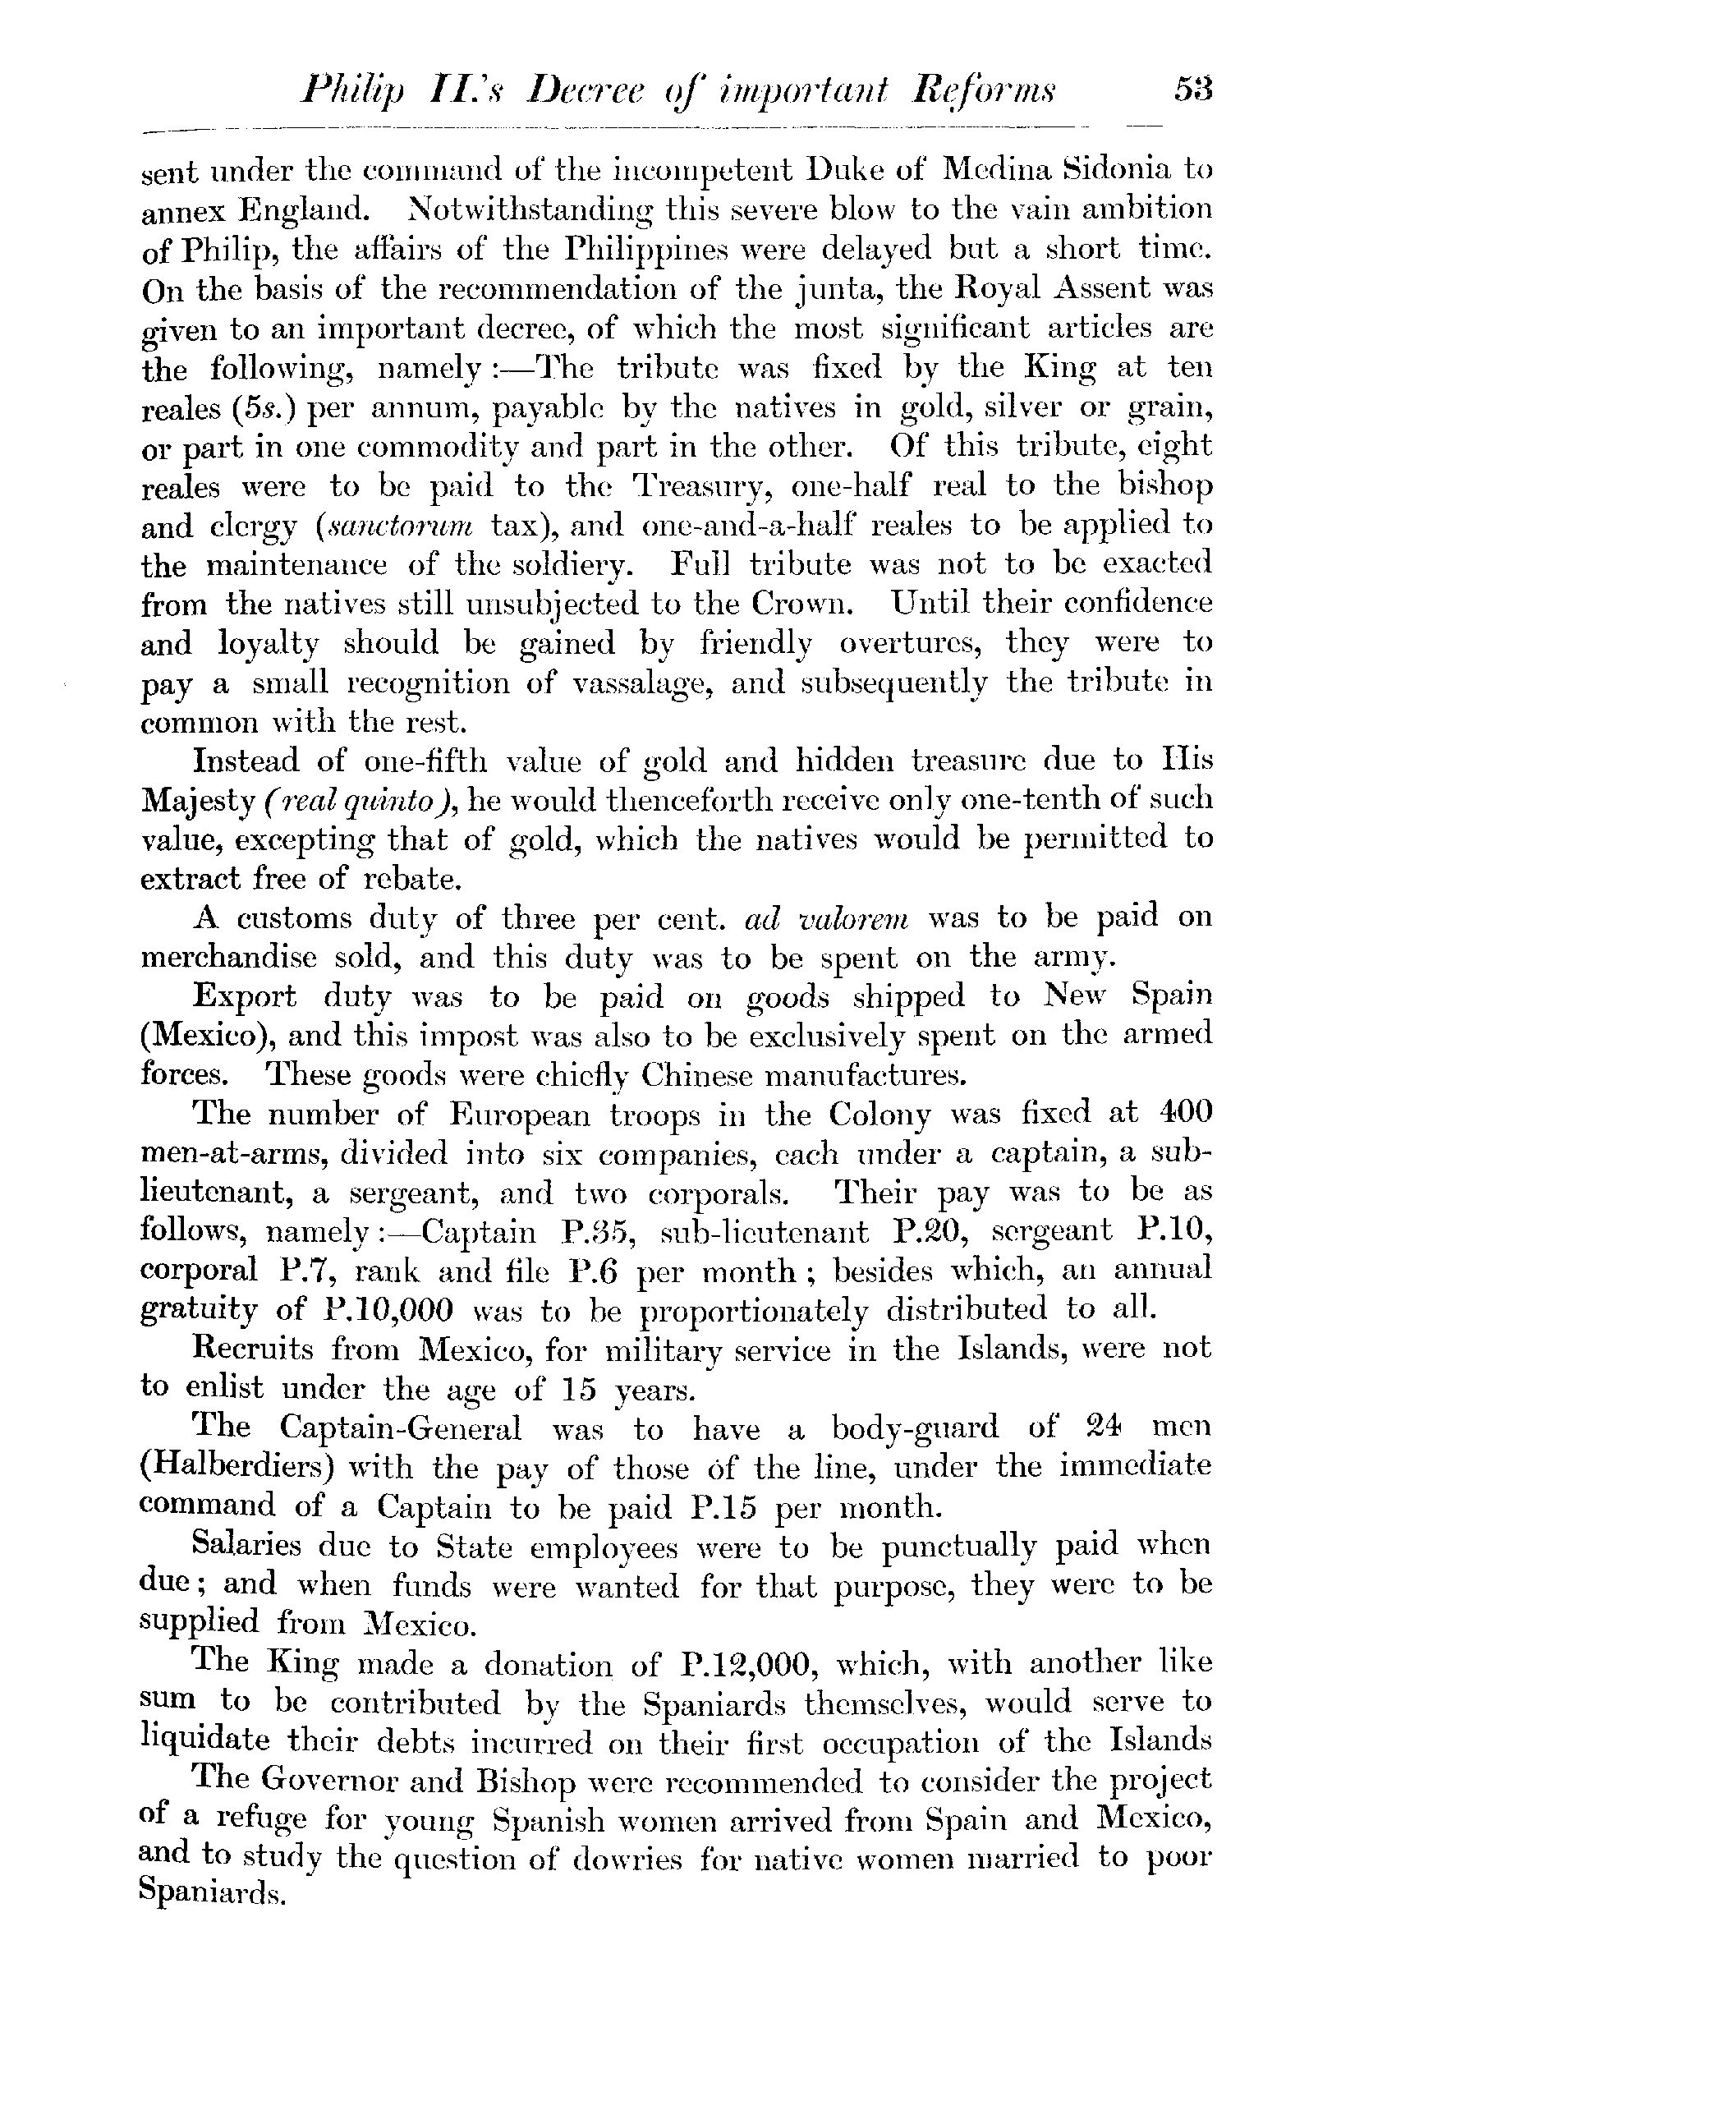 Philip II.'s Decree of important Reforms 53
sent under the command of the incompetent Duke of Medina Sidonia to
annex England. Notwithstanding this severe blow to the vain ambition
of Philip, the affairs of the Philippines were delayed but a short time.
On the basis of the recommendation of the junta, the Royal Assent was
given to an important decree, of which the most significant articles are
the following, namely :—The tribute was fixed by the King at ten
reales (5s.) per annum, payable by the natives in gold, silver or grain,
or part in one commodity and part in the other. Of this tribute, eight
reales were to be paid to the Treasury, one-half real to the bishop
and clergy (sanctorum tax), and one-and-a-half reales to be applied to
the maintenance of the soldiery. Full tribute was not to be exacted
from the natives still unsubjected to the Crown. Until their confidence
and loyalty should be gained by friendly overtures, they were to
pay a small recognition of vassalage, and subsequently the tribute in
common with the rest.
Instead of one-fifth value of gold and hidden treasure due to His
Majesty (real quinto), he would thenceforth receive only one-tenth of such
value, excepting that of gold, which the natives would be permitted to
extract free of rebate.
A customs duty of three per cent. ad valorem was to be paid on
merchandise sold, and this duty was to be spent on the army.
Export duty was to be paid on goods shipped to New Spain
(Mexico), and this impost was also to be exclusively spent on the armed
forces. These goods were chiefly Chinese manufactures.
The number of European troops in the Colony was fixed at 400
men-at-arms, divided into six companies, each under a captain, a sub-
lieutenant, a sergeant, and two corporals. Their pay was to be as
follows, namely :—Captain P.35, sub-lieutenant P.20, sergeant P.10,
corporal P.7, rank and file P.6 per month ; besides which, an annual
gratuity of P.10,000 was to be proportionately distributed to all.
Recruits from Mexico, for military service in the Islands, were not
to enlist under the age of 15 years.
The Captain-General was to have a body-guard of 24 men
(Halberdiers) with the pay of those of the line, under the immediate
command of a Captain to be paid P.15 per month.
Salaries due to State employees were to be punctually paid when
due ; and when funds were wanted for that purpose, they were to be
supplied from Mexico.
The King made a donation of P.12,000, which, with another like
sum to be contributed by the Spaniards themselves, would serve to
liquidate their debts incurred on their first occupation of the Islands
The Governor and Bishop were recommended to consider the project
of a refuge for young Spanish women arrived from Spain and Mexico,
and to study the question of dowries for native women married to poor
Spaniards.